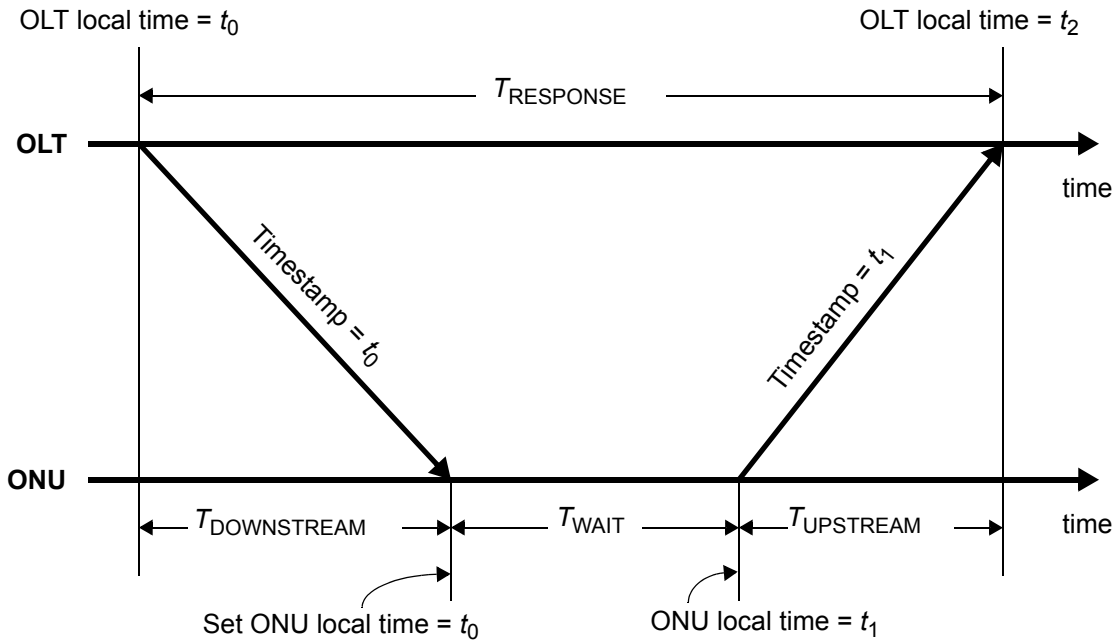 OLT local time = t0
OLT local time = t2
TRESPONSE
OLT
time
Timestamp = t0
Timestamp = t1
ONU
TDOWNSTREAM
TWAIT
TUPSTREAM
time
Set ONU local time = t0
ONU local time = t1